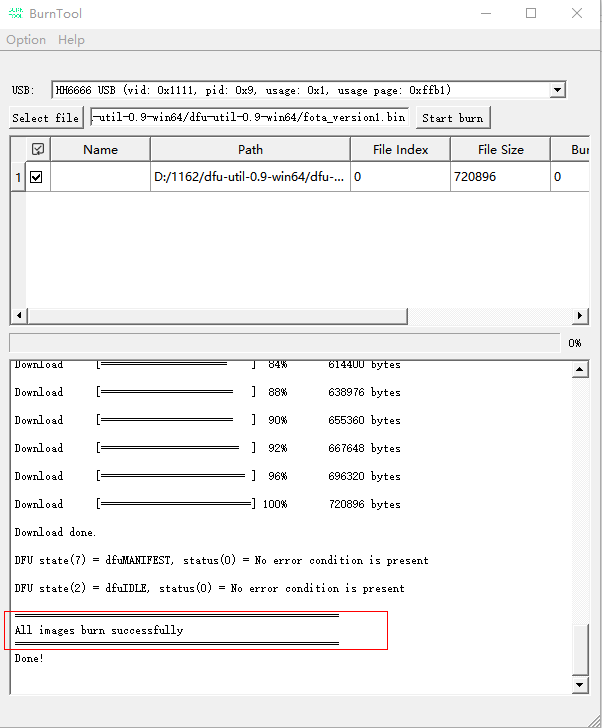 BURN
TOOL
BurnTool
Option Help
USB: HH6666 USB (vid: 0x1111, pid: 0x9, usage: 0x1, usage page: 0xffb1)
Select file -util-0.9-win64/dfu-util-0.9-win64/fota_version1.bin Start burn
Name Path File Index File Size Bur
1 D:/1162/dfu-util-0.9-win64/dfu-... 0 720896 0
0%
Download [========================= ] 84% 614400 bytes
Download [========================== ] 88% 638976 bytes
Download [========================== ] 90% 655360 bytes
Download [=========================== ] 92% 667648 bytes
Download [============================ ] 96% 696320 bytes
Download [=============================] 100% 720896 bytes
Download done.
DFU state(7) = dfuMANIFEST, status(0) = No error condition is present
DFU state(2) = dfuIDLE, status(0) = No error condition is present
======================================================
All images burn successfully
======================================================
Done!